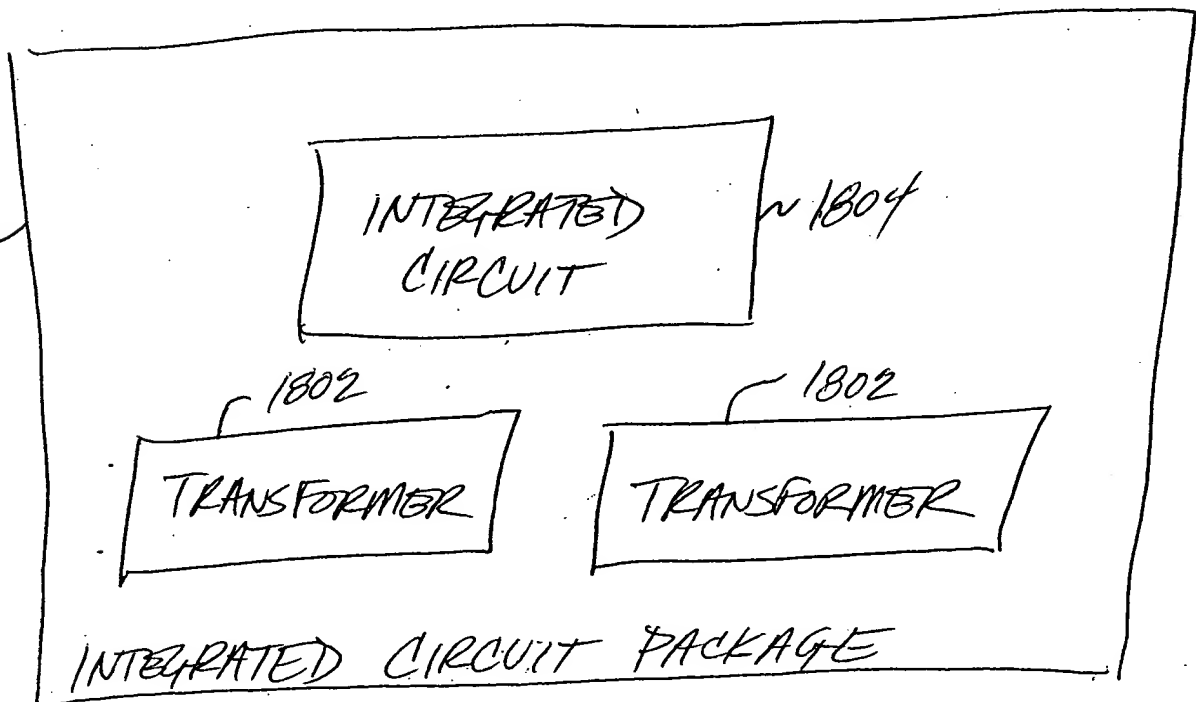 INTEGRATED
CIRCUIT
1804
1802
1802
TRANSFORMER
TRANSFORMER
INTEGRATED CIRCUIT PACKAGE